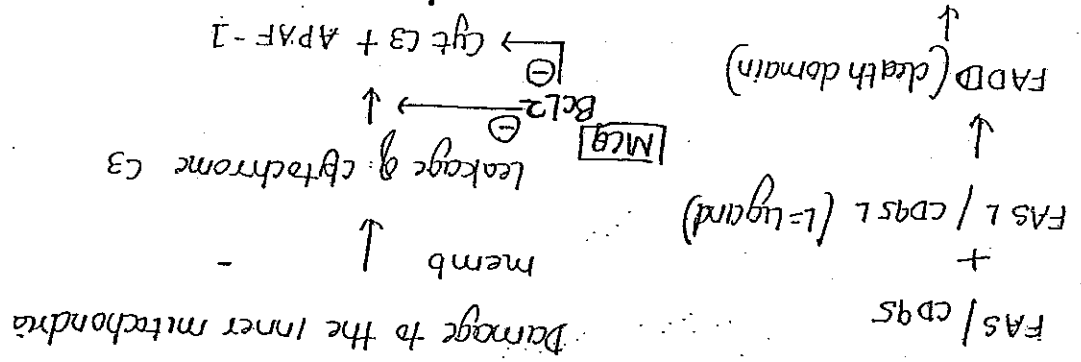 FAS / CD95
+
FAS L / CD95 L (L=Ligand)
↓
FADD (death domain)
↓
Damage to the inner mitochondria
memb ↓
Leakage of cytochrome C3
MCQ
BCL2 ⊖ → ↓
⊖ → Cyt C3 + APAF-1